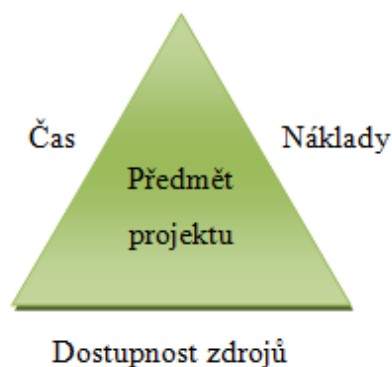 Čas
Náklady
Předmět
projektu
Dostupnost zdrojů